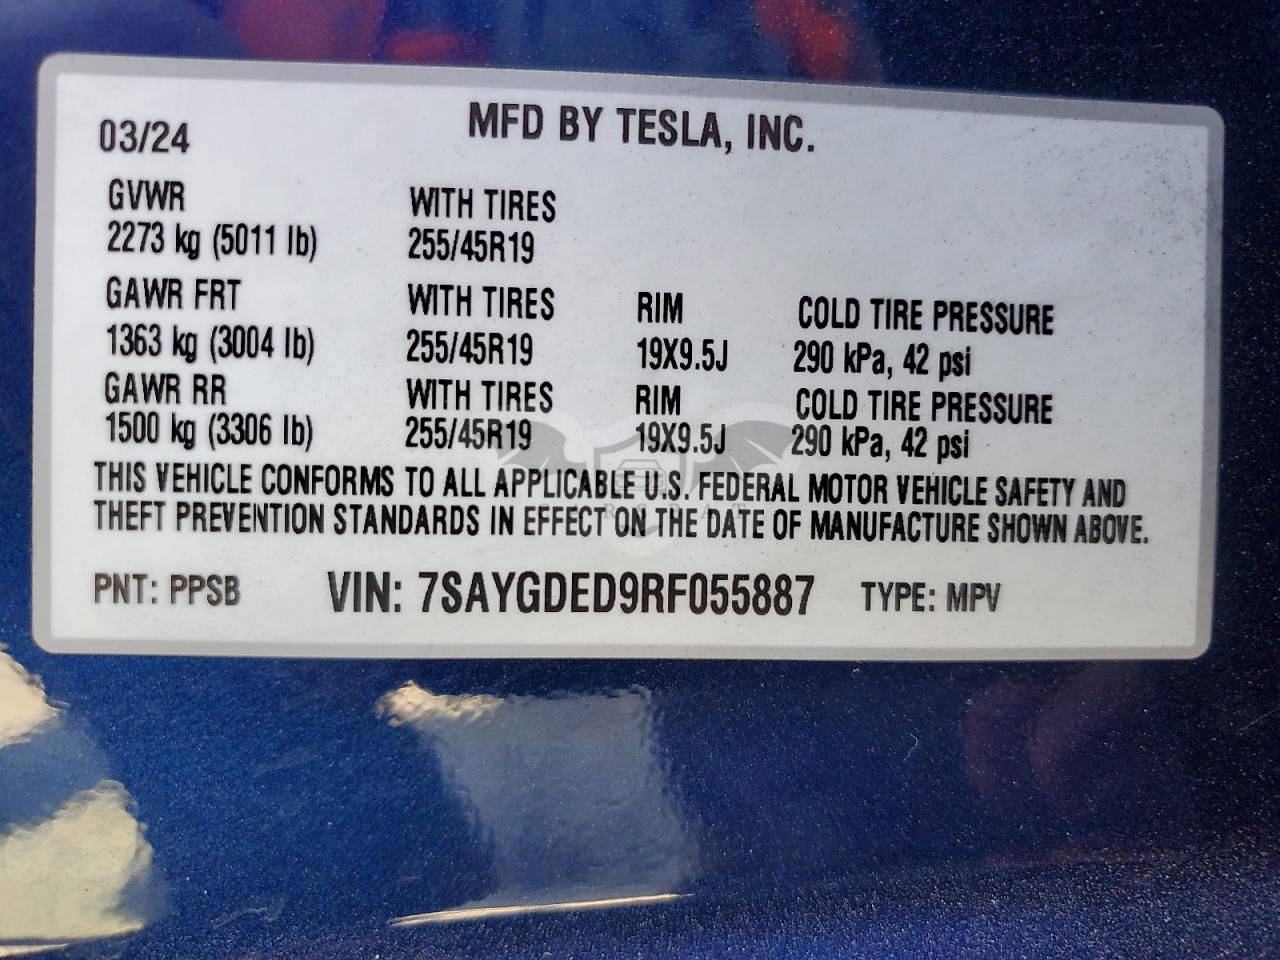 03/24 MFD BY TESLA, INC.
GVWR WITH TIRES
2273 kg (5011 lb) 255/45R19
GAWR FRT WITH TIRES RIM COLD TIRE PRESSURE
1363 kg (3004 lb) 255/45R19 19X9.5J 290 kPa, 42 psi
GAWR RR WITH TIRES RIM COLD TIRE PRESSURE
1500 kg (3306 lb) 255/45R19 19X9.5J 290 kPa, 42 psi
THIS VEHICLE CONFORMS TO ALL APPLICABLE U.S. FEDERAL MOTOR VEHICLE SAFETY AND
THEFT PREVENTION STANDARDS IN EFFECT ON THE DATE OF MANUFACTURE SHOWN ABOVE.
PNT: PPSB VIN: 7SAYGDED9RF055887 TYPE: MPV